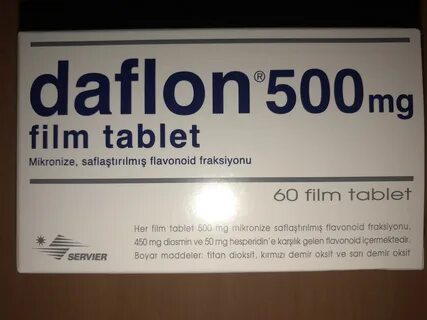 daflon® 500 mg
film tablet
Mikronize, saflaştırılmış flavonoid fraksiyonu
60 film tablet
Her film tablet 500 mg mikronize saflaştırılmış flavonoid fraksiyonu,
450 mg diosmin ve 50 mg hesperidin'e karşılık gelen flavonoid içermektedir.
Boyar maddeler: titan dioksit, kırmızı demir oksit ve sarı demir oksit
SERVIER